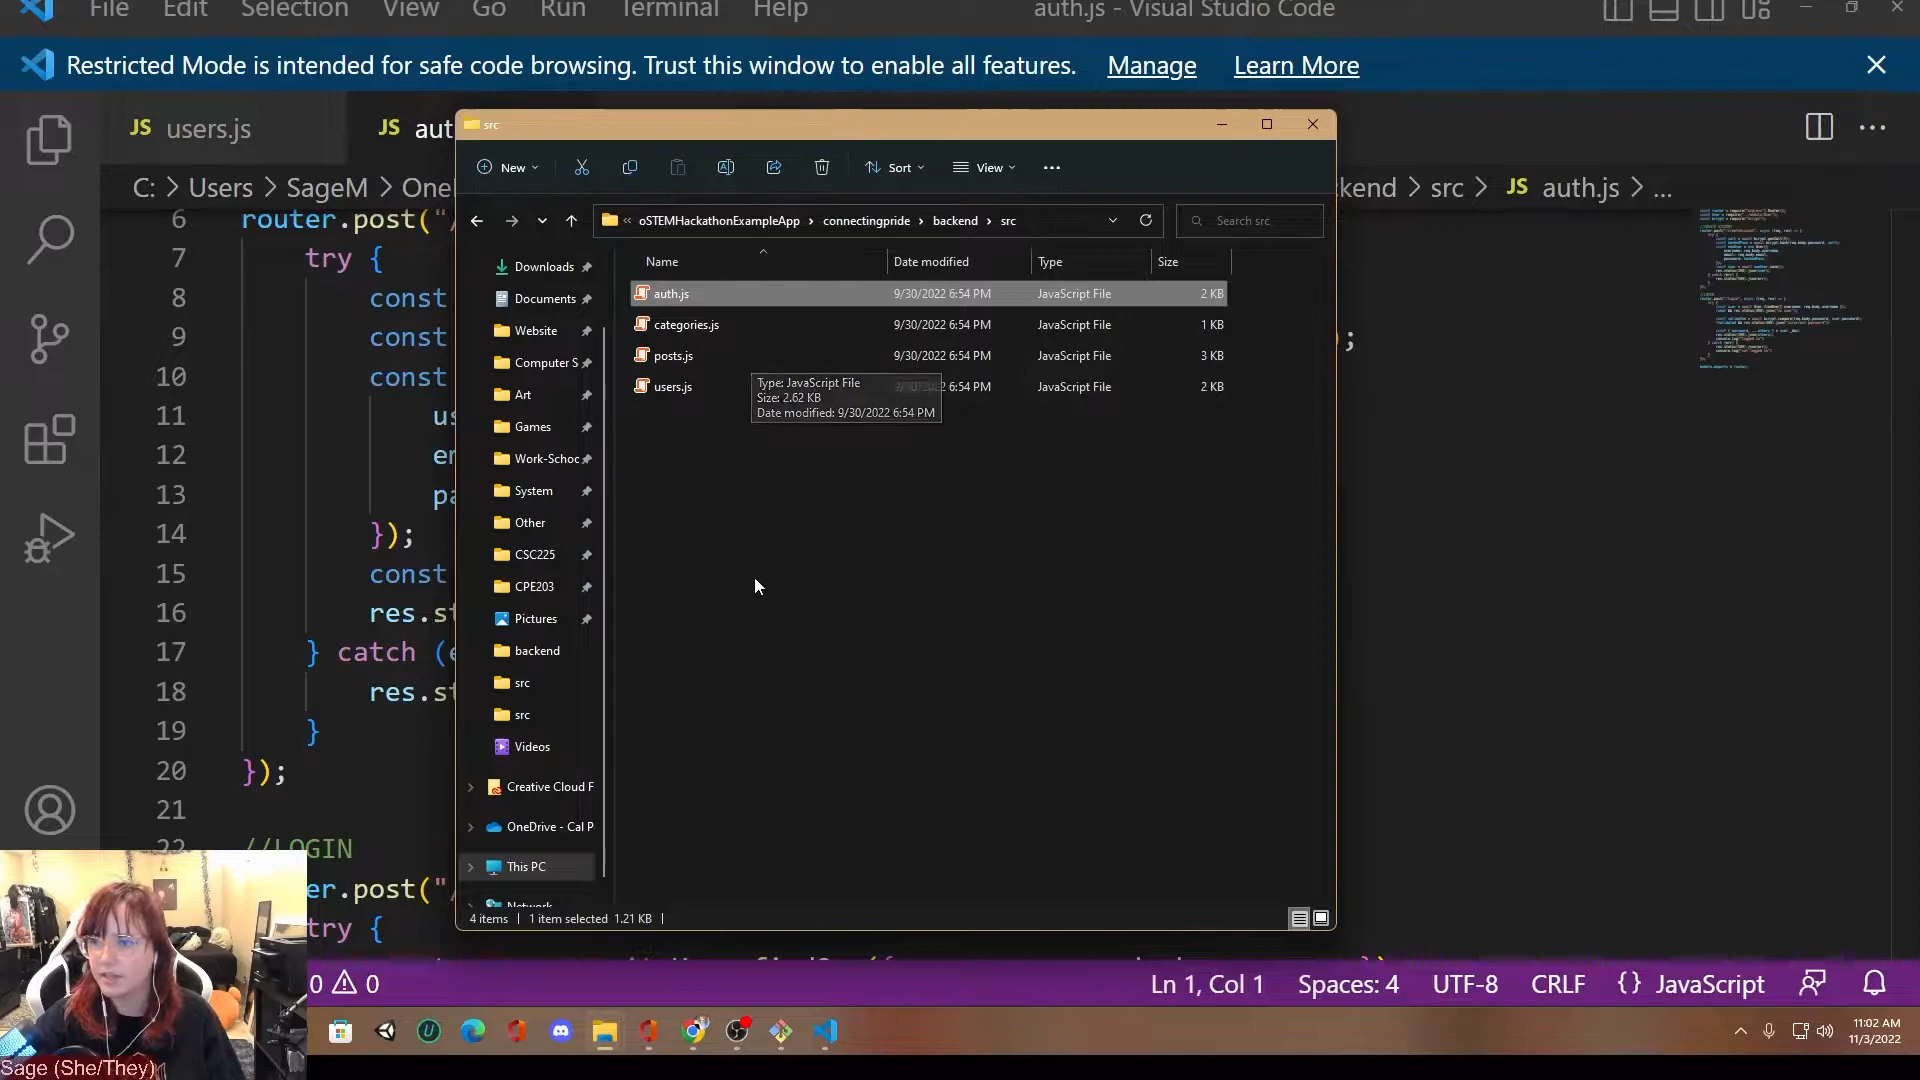 File Edit Selection View Go Run Terminal Help auth.js - Visual Studio Code
Restricted Mode is intended for safe code browsing. Trust this window to enable all features. Manage Learn More
JS users.js JS aut
C: > Users > SageM > One
kend > src > JS auth.js > ...
src
New Sort View ...
« oSTEMHackathonExampleApp > connectingpride > backend > src
Search src
Name Date modified Type Size
auth.js 9/30/2022 6:54 PM JavaScript File 2 KB
categories.js 9/30/2022 6:54 PM JavaScript File 1 KB
posts.js 9/30/2022 6:54 PM JavaScript File 3 KB
users.js 6:54 PM JavaScript File 2 KB
Type: JavaScript File
Size: 2.62 KB
Date modified: 9/30/2022 6:54 PM
Downloads
Documents
Website
Computer S
Art
Games
Work-Schoc
System
Other
CSC225
CPE203
Pictures
backend
src
src
Videos
Creative Cloud F
OneDrive - Cal P
This PC
Network
4 items 1 item selected 1.21 KB
6 router.post("/
7 try {
8 const
9 const ;
10 const
11 us
12 em
13 pa
14 });
15 const
16 res.st
17 } catch (e
18 res.st
19 }
20 });
21
22 //LOGIN
er.post("/
try {
0 0 Ln 1, Col 1 Spaces: 4 UTF-8 CRLF {} JavaScript
11:02 AM
11/3/2022
Sage (She/They)